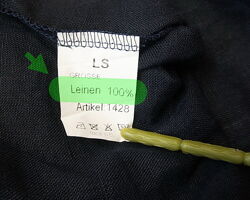 LS
GRÖSSE
Leinen 100%
Artikel 1428